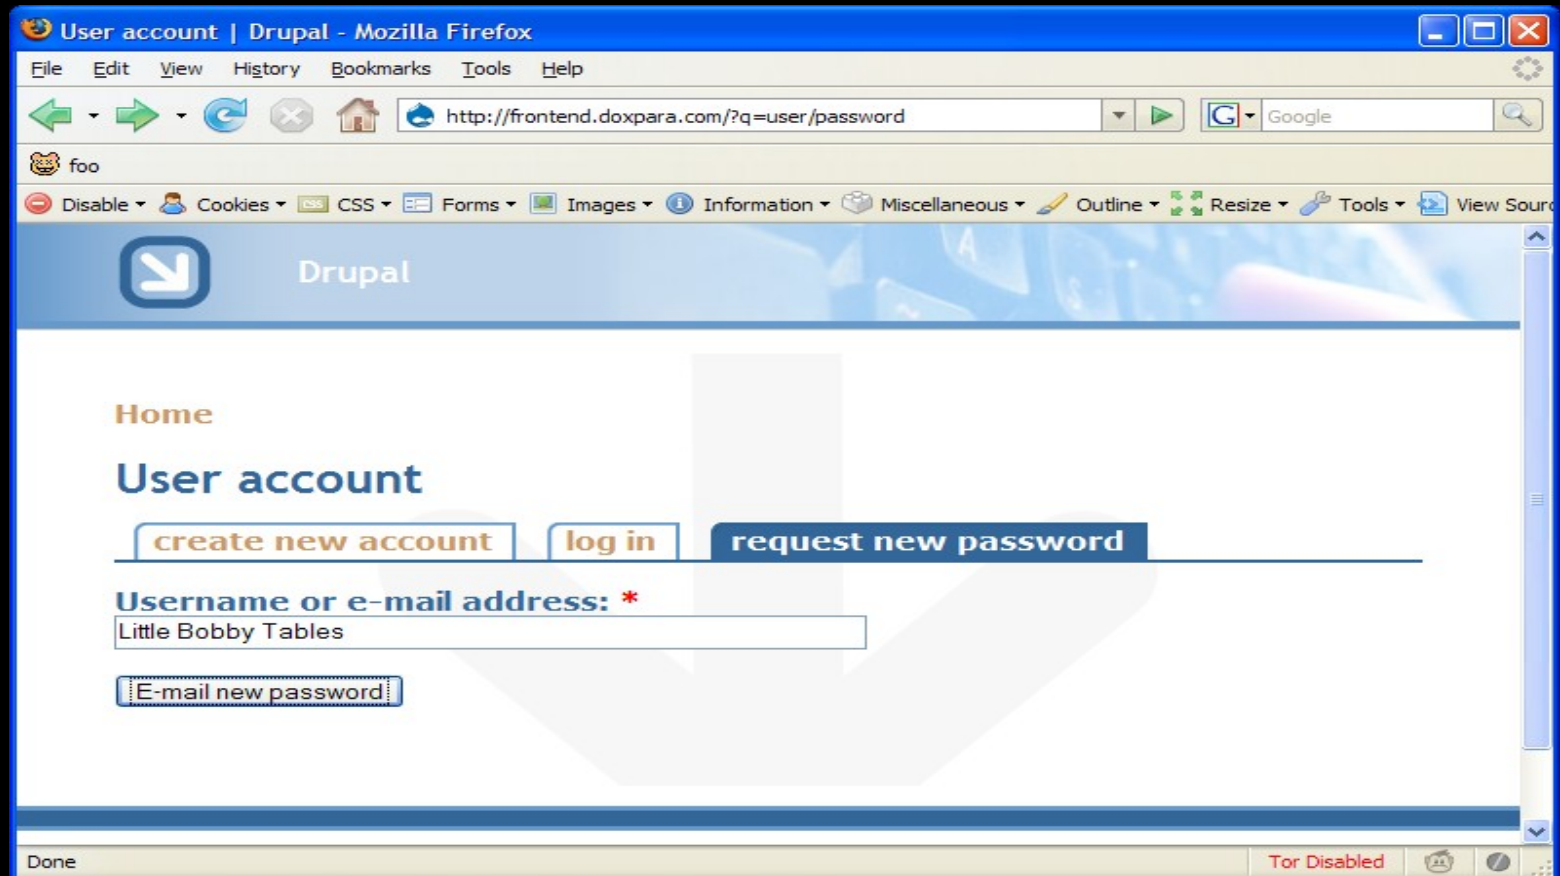 User account | Drupal - Mozilla Firefox
File Edit View History Bookmarks Tools Help
http://frontend.doxpara.com/?q=user/password G Google
foo
Disable Cookies CSS CSS Forms Images Information Miscellaneous Outline Resize Tools View Sourc
Drupal
Home
User account
create new account log in request new password
Username or e-mail address: *
Little Bobby Tables
E-mail new password
Done Tor Disabled